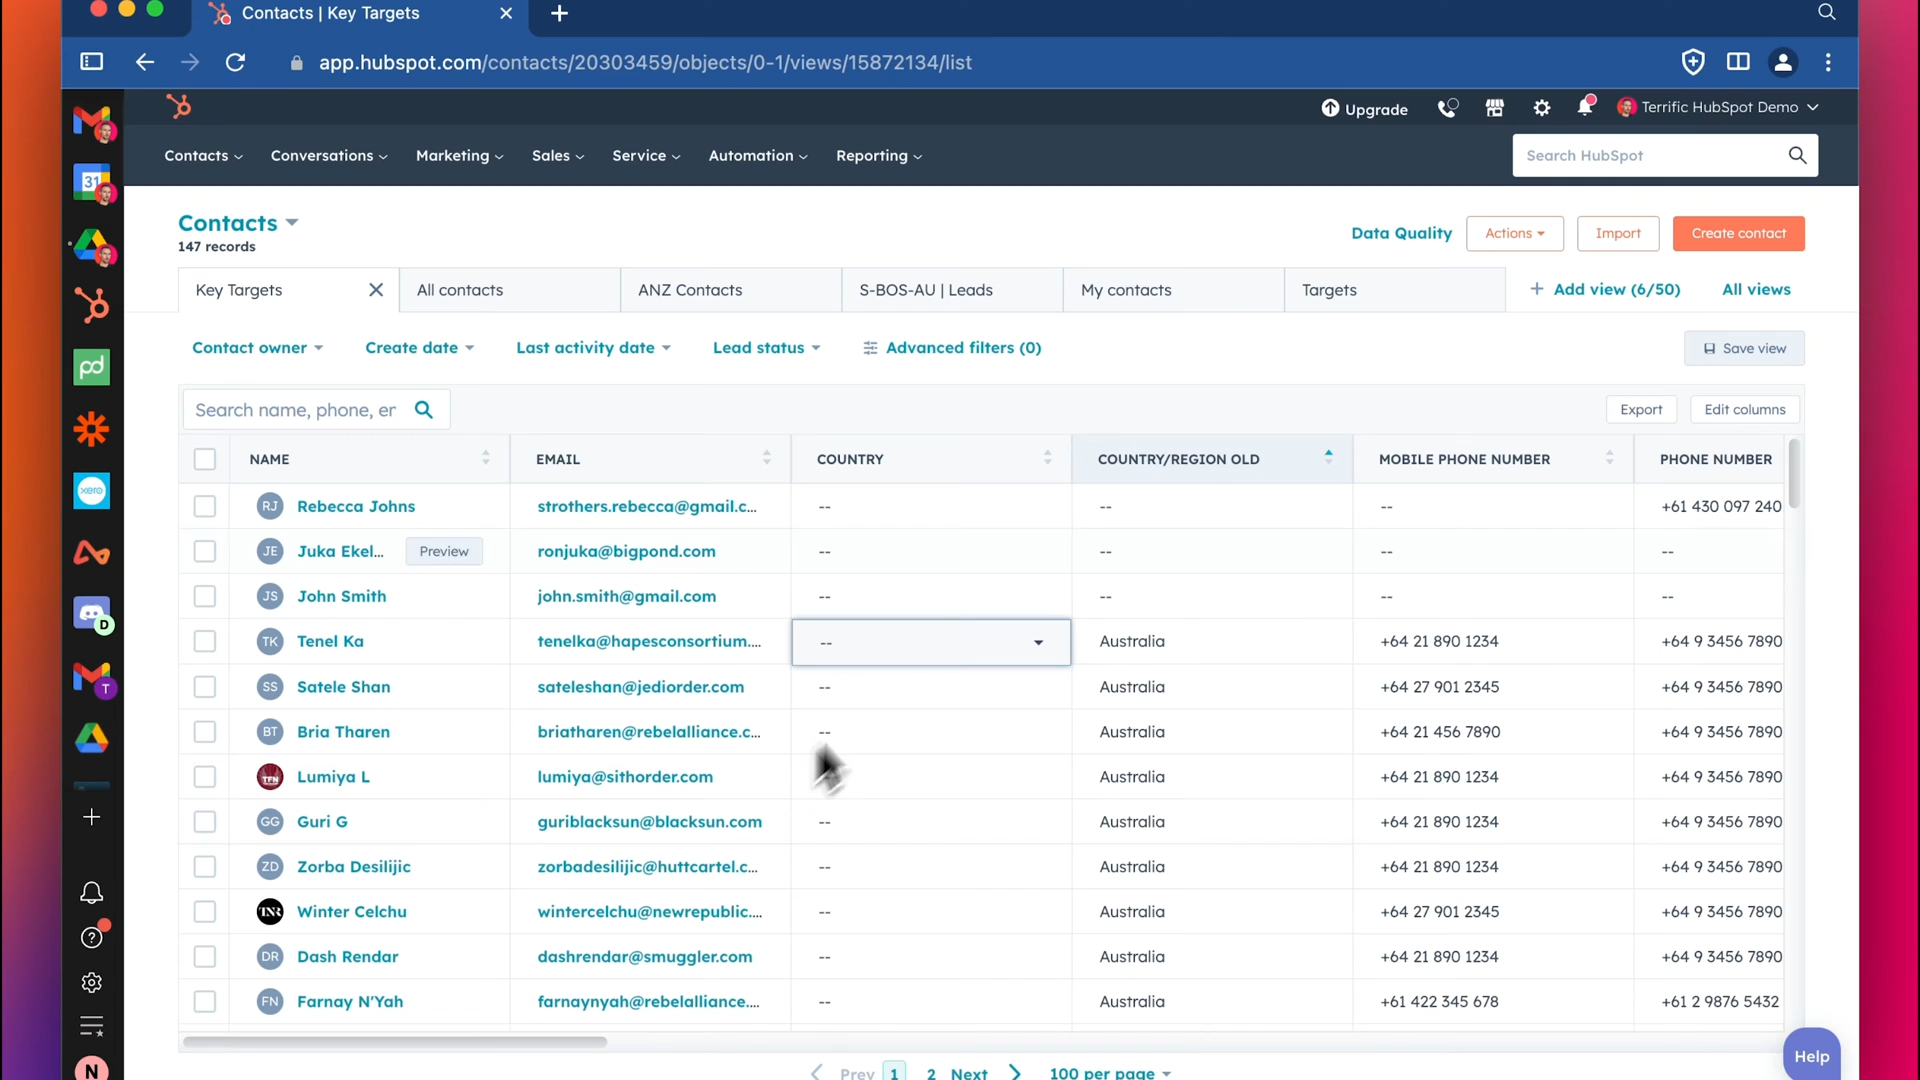 Contacts | Key Targets
app.hubspot.com/contacts/20303459/objects/0-1/views/15872134/list
Upgrade
Terrific HubSpot Demo
Contacts
Conversations
Marketing
Sales
Service
Automation
Reporting
Search HubSpot
Contacts
147 records
Data Quality
Actions
Import
Create contact
Key Targets
All contacts
ANZ Contacts
S-BOS-AU | Leads
My contacts
Targets
Add view (6/50)
All views
Contact owner
Create date
Last activity date
Lead status
Advanced filters (0)
Save view
Search name, phone, er
Export
Edit columns
NAME EMAIL COUNTRY COUNTRY/REGION OLD MOBILE PHONE NUMBER PHONE NUMBER
RJ Rebecca Johns strothers.rebecca@gmail.c... -- -- -- +61 430 097 240
JE Juka Ekel... Preview ronjuka@bigpond.com -- -- -- --
JS John Smith john.smith@gmail.com -- -- -- --
TK Tenel Ka tenelka@hapesconsortium.... -- Australia +64 21 890 1234 +64 9 3456 7890
SS Satele Shan sateleshan@jediorder.com -- Australia +64 27 901 2345 +64 9 3456 7890
BT Bria Tharen briatharen@rebelalliance.c... -- Australia +64 21 456 7890 +64 9 3456 7890
TFN Lumiya L lumiya@sithorder.com Australia +64 21 890 1234 +64 9 3456 7890
GG Guri G guriblacksun@blacksun.com -- Australia +64 21 890 1234 +64 9 3456 7890
ZD Zorba Desilijic zorbadesilijic@huttcartel.c... -- Australia +64 21 890 1234 +64 9 3456 7890
TNR Winter Celchu wintercelchu@newrepublic.... -- Australia +64 27 901 2345 +64 9 3456 7890
DR Dash Rendar dashrendar@smuggler.com -- Australia +64 21 890 1234 +64 9 3456 7890
FN Farnay N'Yah farnaynyah@rebelalliance.... -- Australia +61 422 345 678 +61 2 9876 5432
Prev 1 2 Next 100 per page
Help
31
pd
xero
D
T
N